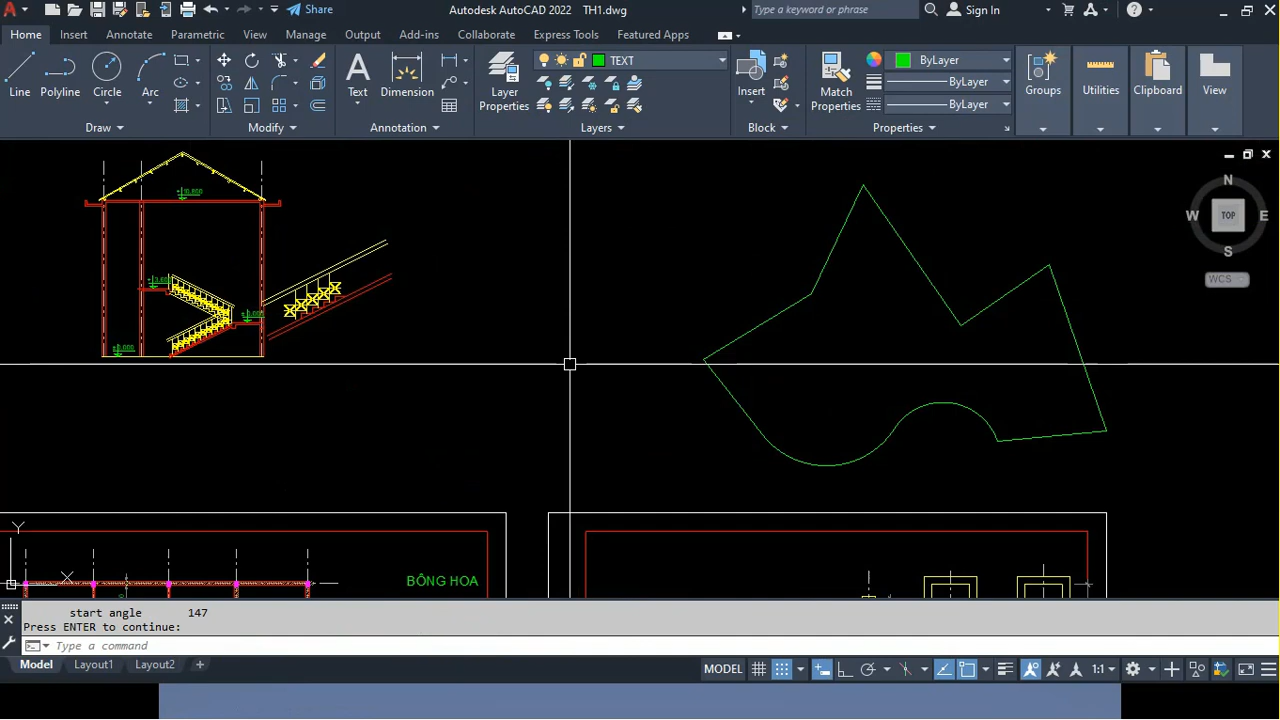 Share
Autodesk AutoCAD 2022 TH1.dwg
Type a keyword or phrase
Sign In
Home Insert Annotate Parametric View Manage Output Add-ins Collaborate Express Tools Featured Apps
TEXT
ByLayer
ByLayer
ByLayer
Line Polyline Circle Arc Text Dimension Layer Properties Insert Match Properties Groups Utilities Clipboard View
Draw Modify Annotation Layers Block Properties
N
W TOP E
S
WCS
Y
X
BÔNG HOA
start angle 147
Press ENTER to continue:
Type a command
Model Layout1 Layout2 +
MODEL 1:1